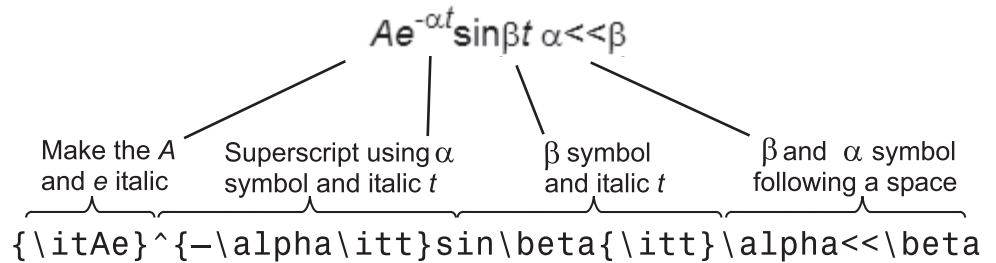 Ae^-αt sinβt α<<β
Make the A Superscript using α β symbol β and α symbol
and e italic symbol and italic t and italic t following a space
{\itAe}^{–\alpha\itt}sin\beta{\itt}\alpha<<\beta